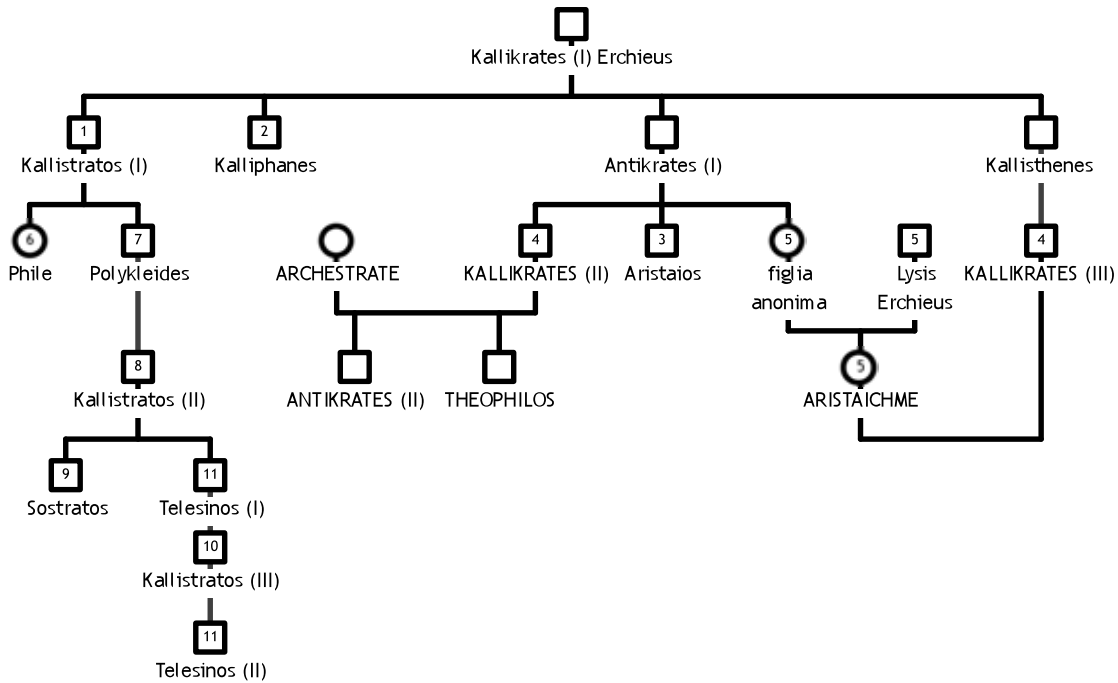 Kallikrates (I) Erchieus
1
2
Kallistratos (I)
Kalliphanes
Antikrates (I)
Kallisthenes
6
7
4
3
5
5
4
Phile
Polykleides
ARCHESTRATE
KALLIKRATES (II)
Aristaios
figlia
anonima
Lysis
Erchieus
KALLIKRATES (III)
8
5
Kallistratos (II)
ANTIKRATES (II)
THEOPHILOS
ARISTAICHME
9
11
Sostratos
Telesinos (I)
10
Kallistratos (III)
11
Telesinos (II)